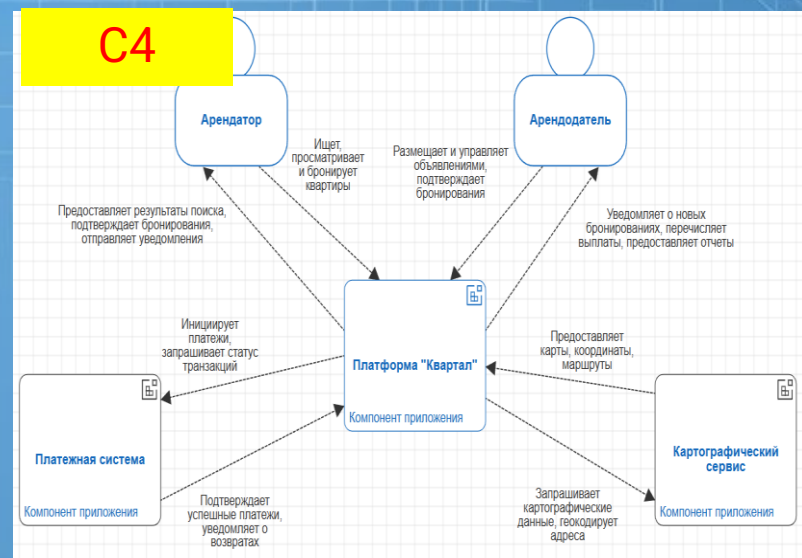 C4
Арендатор
Арендодатель
Ищет,
просматривает
и бронирует
квартиры
Размещает и управляет
объявлениями,
подтверждает
бронирования
Предоставляет результаты поиска,
подтверждает бронирования,
отправляет уведомления
Уведомляет о новых
бронированиях, перечисляет
выплаты, предоставляет отчеты
Инициирует
платежи,
запрашивает статус
транзакций
Платформа "Квартал"
Компонент приложения
Предоставляет
карты, координаты,
маршруты
Платежная система
Компонент приложения
Картографический
сервис
Компонент приложения
Подтверждает
успешные платежи,
уведомляет о
возвратах
Запрашивает
картографические
данные, геокодирует
адреса